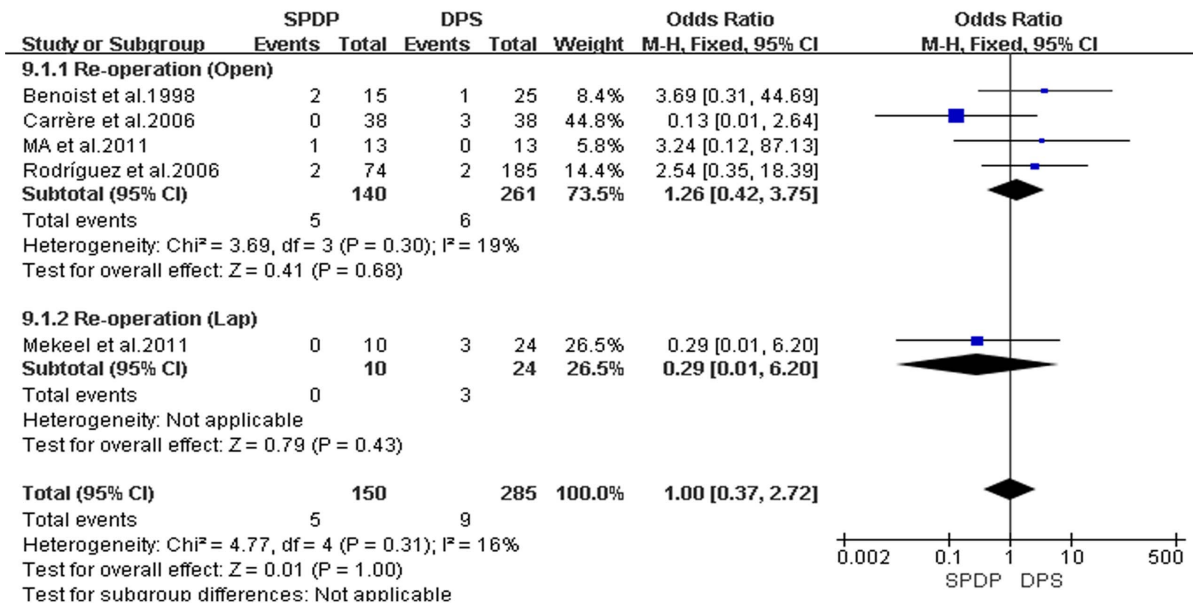 SPDP DPS Odds Ratio Odds Ratio
Study or Subgroup Events Total Events Total Weight M-H, Fixed, 95% CI M-H, Fixed, 95% CI
9.1.1 Re-operation (Open)
Benoist et al.1998 2 15 1 25 8.4% 3.69 [0.31, 44.69]
Carrère et al.2006 0 38 3 38 44.8% 0.13 [0.01, 2.64]
MA et al.2011 1 13 0 13 5.8% 3.24 [0.12, 87.13]
Rodríguez et al.2006 2 74 2 185 14.4% 2.54 [0.35, 18.39]
Subtotal (95% CI) 140 261 73.5% 1.26 [0.42, 3.75]
Total events 5 6
Heterogeneity: Chi² = 3.69, df = 3 (P = 0.30); I² = 19%
Test for overall effect: Z = 0.41 (P = 0.68)
9.1.2 Re-operation (Lap)
Mekeel et al.2011 0 10 3 24 26.5% 0.29 [0.01, 6.20]
Subtotal (95% CI) 10 24 26.5% 0.29 [0.01, 6.20]
Total events 0 3
Heterogeneity: Not applicable
Test for overall effect: Z = 0.79 (P = 0.43)
Total (95% CI) 150 285 100.0% 1.00 [0.37, 2.72]
Total events 5 9
Heterogeneity: Chi² = 4.77, df = 4 (P = 0.31); I² = 16%
Test for overall effect: Z = 0.01 (P = 1.00)
Test for subgroup differences: Not applicable
0.002 0.1 1 10 500
SPDP DPS